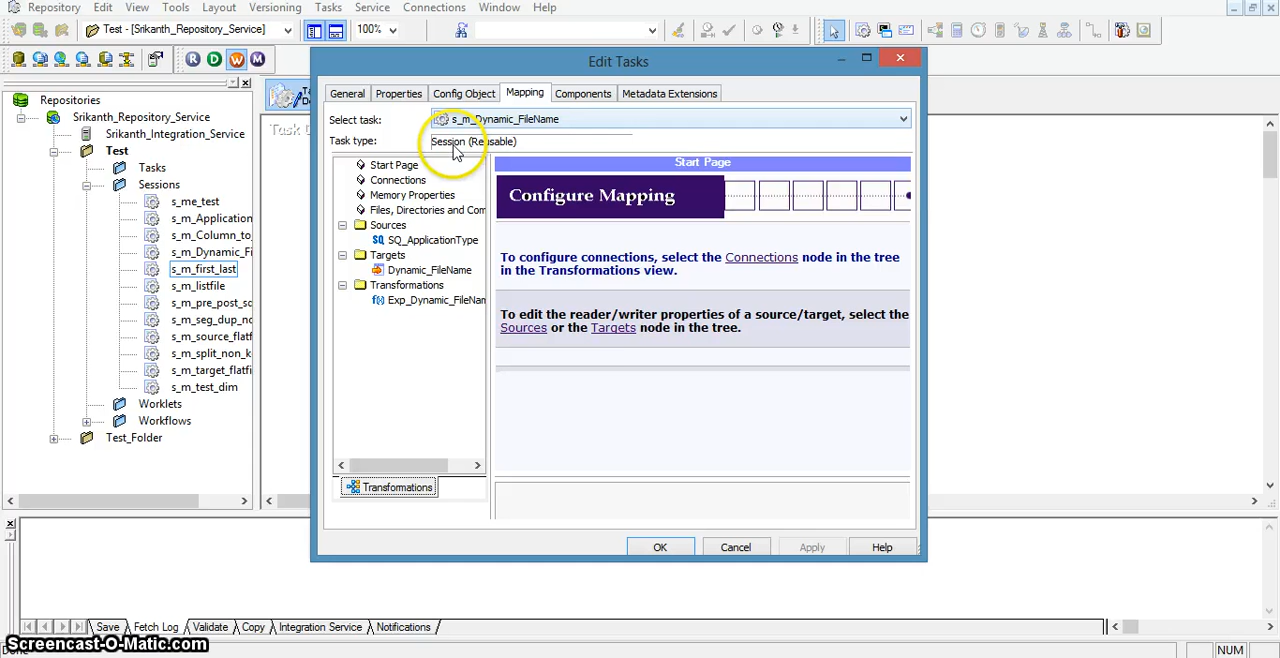 Repository Edit View Tools Layout Versioning Tasks Service Connections Window Help
Test - [Srikanth_Repository_Service] 100%
R D W M
Edit Tasks
General Properties Config Object Mapping Components Metadata Extensions
Select task: s_m_Dynamic_FileName
Task type: Session (Reusable)
Repositories
Srikanth_Repository_Service
Srikanth_Integration_Service
Test
Tasks
Sessions
s_me_test
s_m_Application
s_m_Column_to_
s_m_Dynamic_Fi
s_m_first_last
s_m_listfile
s_m_pre_post_sq
s_m_seg_dup_no
s_m_source_flatf
s_m_split_non_k
s_m_target_flatfi
s_m_test_dim
Worklets
Workflows
Test_Folder
Task D
Start Page
Connections
Memory Properties
Files, Directories and Com
Sources
SQ_ApplicationType
Targets
Dynamic_FileName
Transformations
Exp_Dynamic_FileNam
Transformations
Start Page
Configure Mapping
To configure connections, select the Connections node in the tree
in the Transformations view.
To edit the reader/writer properties of a source/target, select the
Sources or the Targets node in the tree.
OK Cancel Apply Help
Save Fetch Log Validate Copy Integration Service Notifications
Screencast-O-Matic.com
NUM